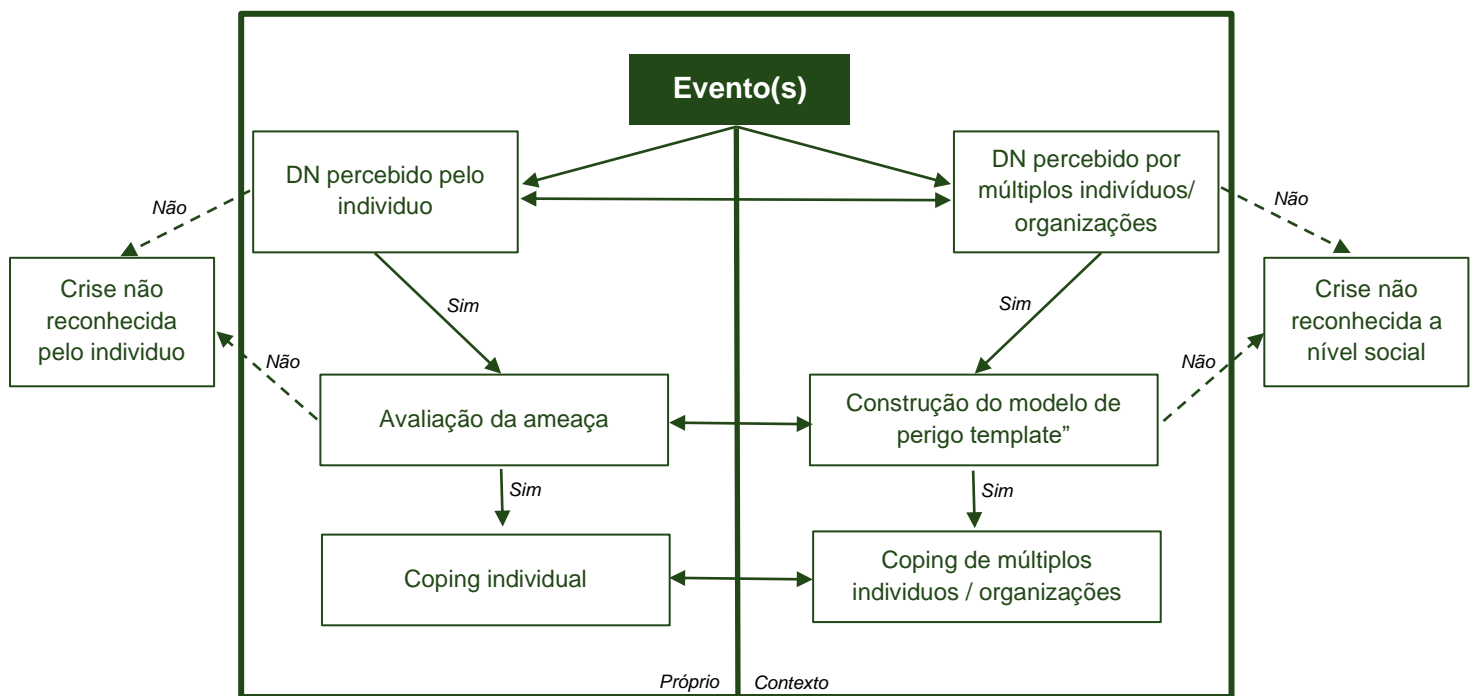 Evento(s)
DN percebido pelo
individuo
DN percebido por
múltiplos indivíduos/
organizações
Não
Não
Crise não
reconhecida
pelo individuo
Crise não
reconhecida a
nível social
Sim
Sim
Não
Não
Avaliação da ameaça
Construção do modelo de
perigo template”
Sim
Sim
Coping individual
Coping de múltiplos
individuos / organizações
Próprio
Contexto